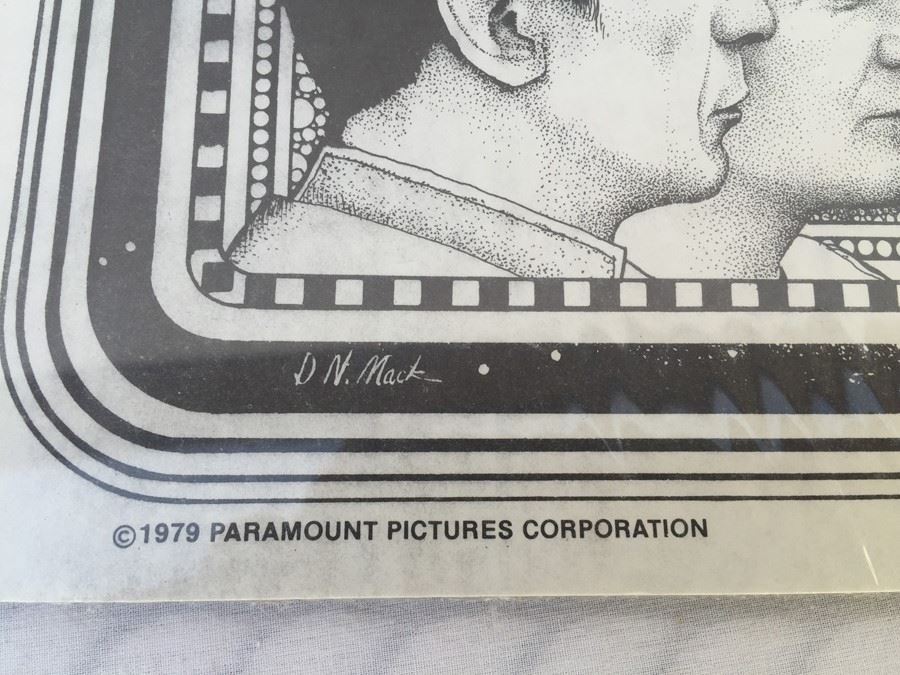 D N. Mack
©1979 PARAMOUNT PICTURES CORPORATION